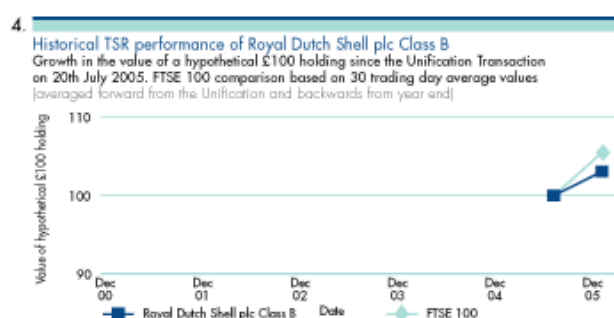 4.
Historical TSR performance of Royal Dutch Shell plc Class B
Growth in the value of a hypothetical £100 holding since the Unification Transaction
on 20th July 2005. FTSE 100 comparison based on 30 trading day average values
(averaged forward from the Unification and backwards from year end)
Value of hypothetical £100 holding
110
100
90
Dec Dec Dec Dec Dec Dec
00 01 02 03 04 05
Royal Dutch Shell plc Class B Date FTSE 100